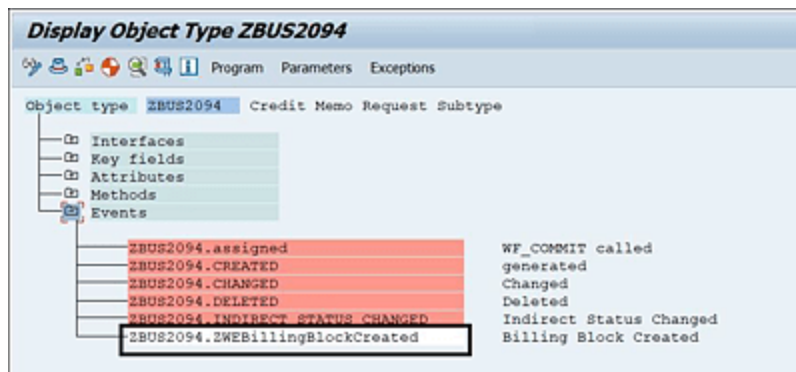 Display Object Type ZBUS2094
Program Parameters Exceptions
Object type ZBUS2094 Credit Memo Request Subtype
Interfaces
Key fields
Attributes
Methods
Events
ZBUS2094.assigned WF_COMMIT called
ZBUS2094.CREATED generated
ZBUS2094.CHANGED Changed
ZBUS2094.DELETED Deleted
ZBUS2094.INDIRECT_STATUS_CHANGED Indirect Status Changed
ZBUS2094.ZWEBillingBlockCreated Billing Block Created